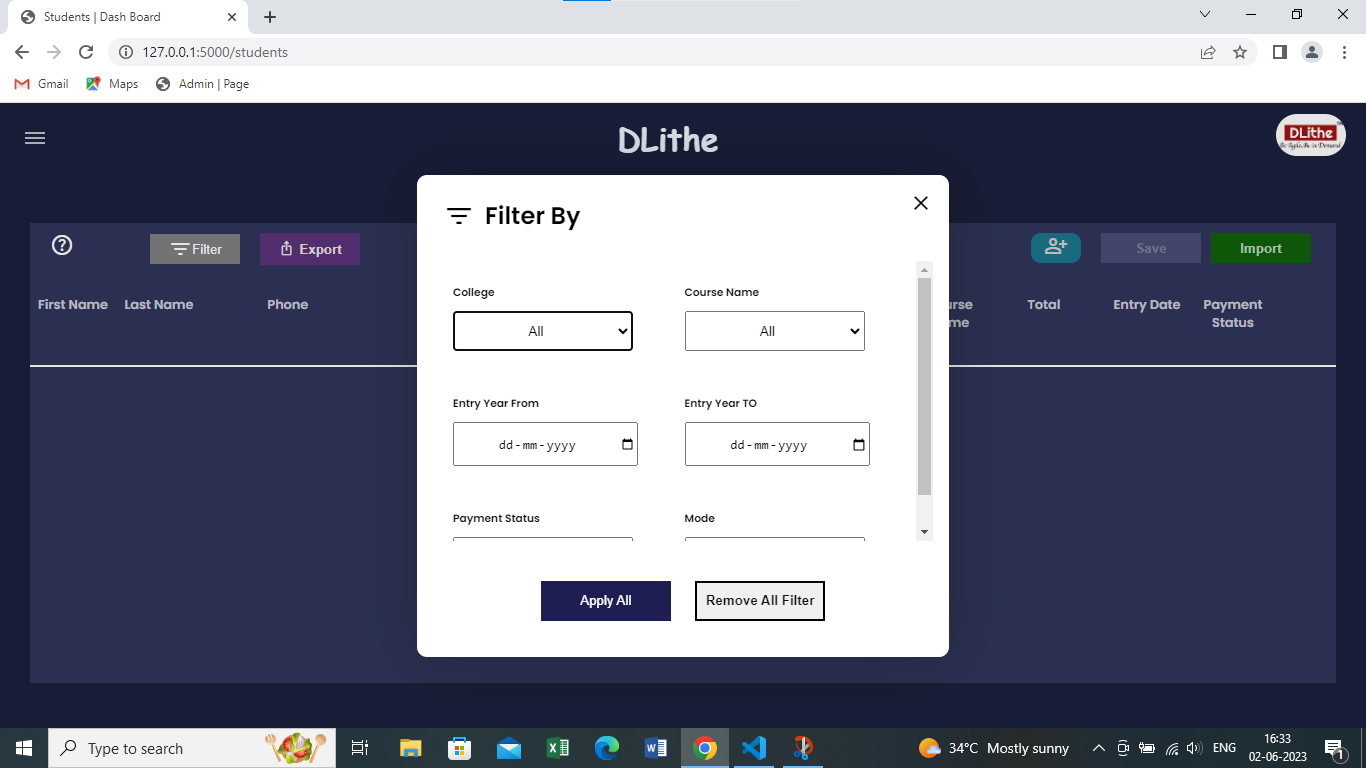 Students | Dash Board
127.0.0.1:5000/students
Gmail Maps Admin | Page
DLithe
DLithe
Be Agile.Be in Demand
Filter By
Filter Export Save Import
College Course Name
All All
First Name Last Name Phone
urse
me
Total Entry Date Payment
Status
Entry Year From Entry Year TO
dd-mm-yyyy dd-mm-yyyy
Payment Status Mode
Apply All Remove All Filter
Type to search
34°C Mostly sunny
ENG
16:33
02-06-2023
1